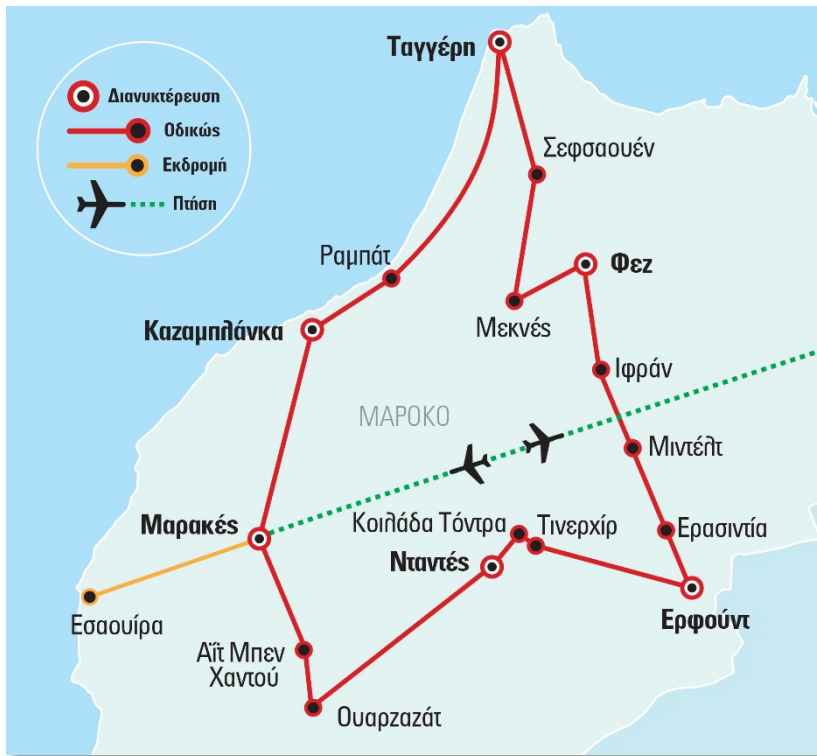 Ταγγέρη
Διανυκτέρευση
Οδικώς
Εκδρομή
Πτήση
Σεφσαουέν
Ραμπάτ
Φεζ
Καζαμπλάνκα
Μεκνές
Ιφράν
ΜΑΡΟΚΟ
Μιντέλτ
Μαρακές
Κοιλάδα Τόντρα
Τινερχίρ
Ερασιντία
Νταντές
Εσαουίρα
Ερφούντ
Αΐτ Μπεν
Χαντού
Ουαρζαζάτ